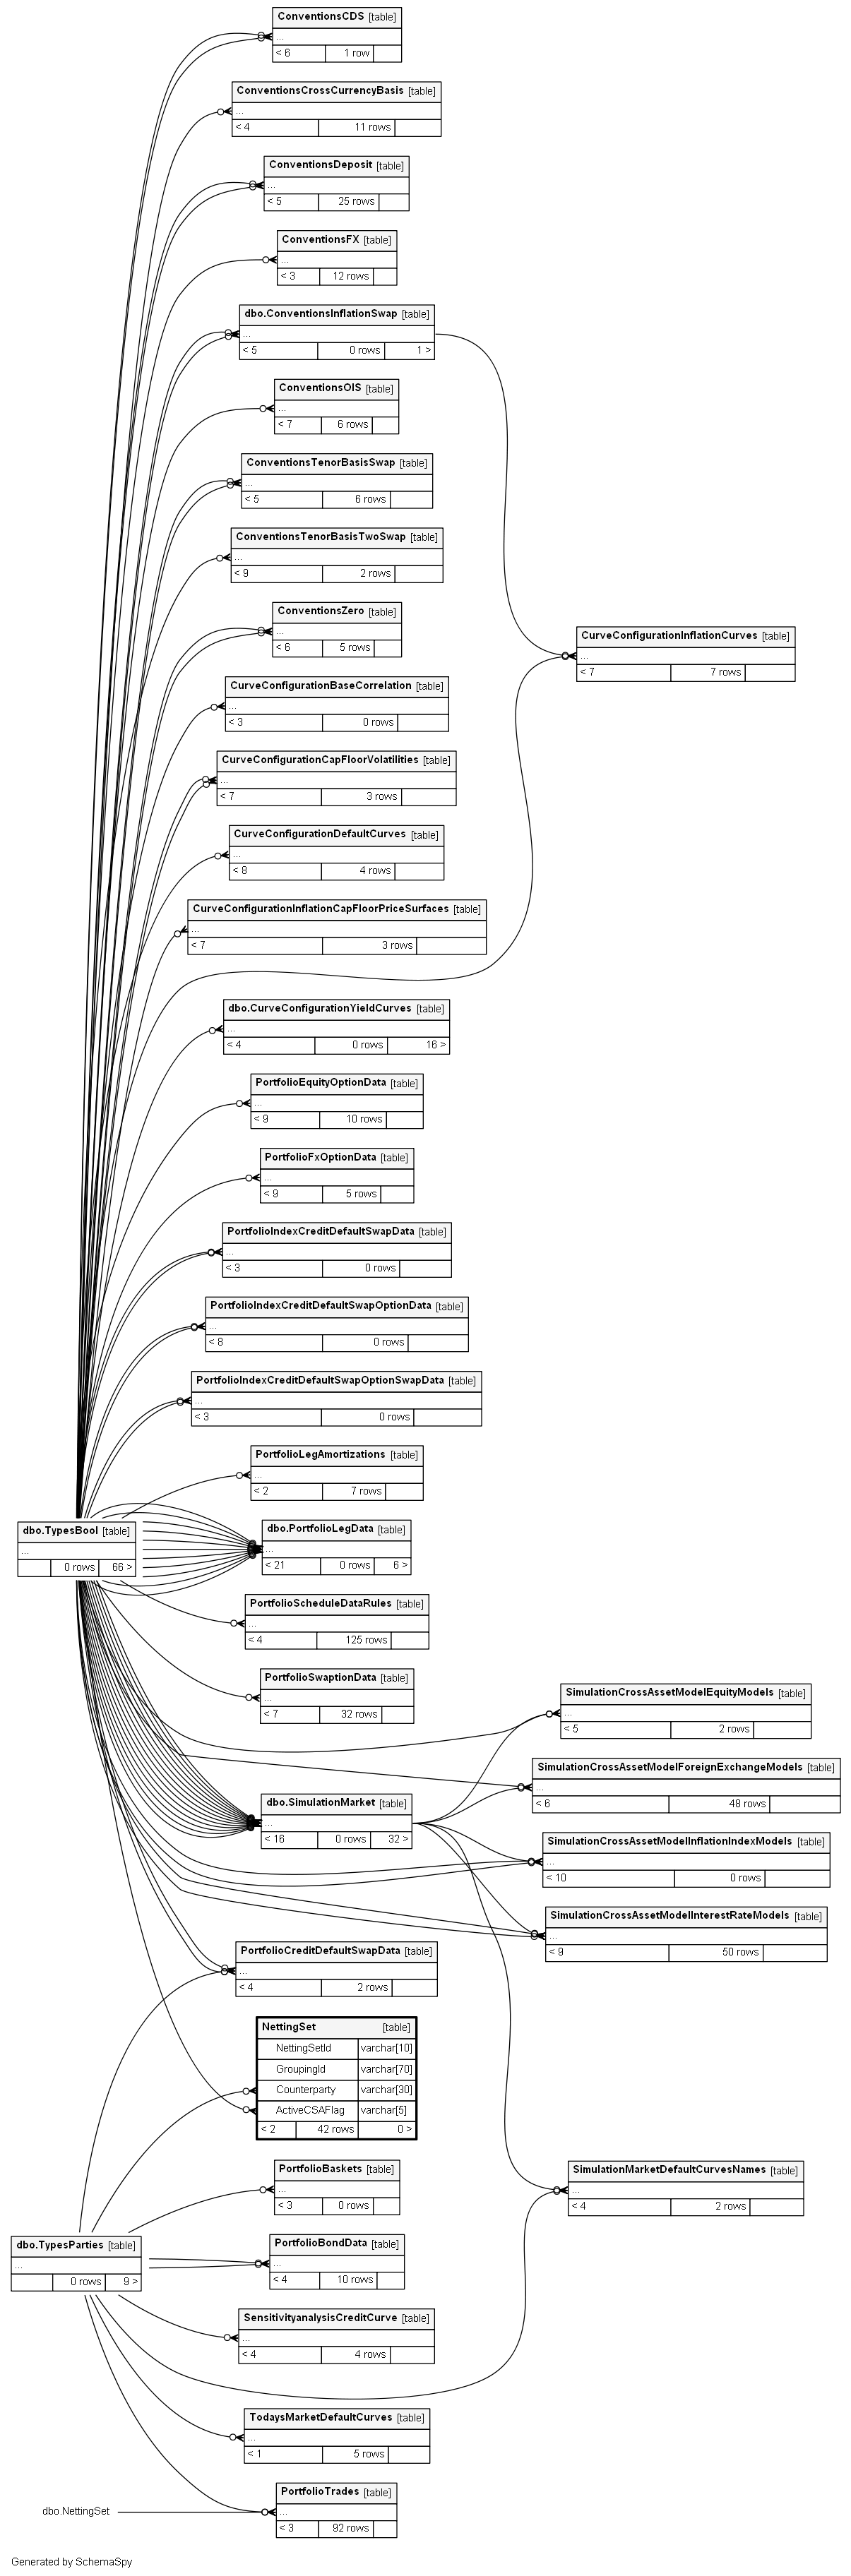 ConventionsCDS [table]
...
< 6 1 row
ConventionsCrossCurrencyBasis [table]
...
< 4 11 rows
ConventionsDeposit [table]
...
< 5 25 rows
ConventionsFX [table]
...
< 3 12 rows
dbo.ConventionsInflationSwap [table]
...
< 5 0 rows 1 >
ConventionsOIS [table]
...
< 7 6 rows
ConventionsTenorBasisSwap [table]
...
< 5 6 rows
ConventionsTenorBasisTwoSwap [table]
...
< 9 2 rows
ConventionsZero [table]
...
< 6 5 rows
CurveConfigurationInflationCurves [table]
...
< 7 7 rows
CurveConfigurationBaseCorrelation [table]
...
< 3 0 rows
CurveConfigurationCapFloorVolatilities [table]
...
< 7 3 rows
CurveConfigurationDefaultCurves [table]
...
< 8 4 rows
CurveConfigurationInflationCapFloorPriceSurfaces [table]
...
< 7 3 rows
dbo.CurveConfigurationYieldCurves [table]
...
< 4 0 rows 16 >
PortfolioEquityOptionData [table]
...
< 9 10 rows
PortfolioFxOptionData [table]
...
< 9 5 rows
PortfolioIndexCreditDefaultSwapData [table]
...
< 3 0 rows
PortfolioIndexCreditDefaultSwapOptionData [table]
...
< 8 0 rows
PortfolioIndexCreditDefaultSwapOptionSwapData [table]
...
< 3 0 rows
PortfolioLegAmortizations [table]
...
< 2 7 rows
dbo.TypesBool [table]
...
0 rows 66 >
dbo.PortfolioLegData [table]
...
< 21 0 rows 6 >
PortfolioScheduleDataRules [table]
...
< 4 125 rows
PortfolioSwaptionData [table]
...
< 7 32 rows
SimulationCrossAssetModelEquityModels [table]
...
< 5 2 rows
SimulationCrossAssetModelForeignExchangeModels [table]
...
< 6 48 rows
dbo.SimulationMarket [table]
...
< 16 0 rows 32 >
SimulationCrossAssetModelInflationIndexModels [table]
...
< 10 0 rows
SimulationCrossAssetModelInterestRateModels [table]
...
< 9 50 rows
PortfolioCreditDefaultSwapData [table]
...
< 4 2 rows
NettingSet [table]
NettingSetId varchar[10]
GroupingId varchar[70]
Counterparty varchar[30]
ActiveCSAFlag varchar[5]
< 2 42 rows 0 >
PortfolioBaskets [table]
...
< 3 0 rows
SimulationMarketDefaultCurvesNames [table]
...
< 4 2 rows
dbo.TypesParties [table]
...
0 rows 9 >
PortfolioBondData [table]
...
< 4 10 rows
SensitivityanalysisCreditCurve [table]
...
< 4 4 rows
TodaysMarketDefaultCurves [table]
...
< 1 5 rows
PortfolioTrades [table]
dbo.NettingSet
...
< 3 92 rows
Generated by SchemaSpy